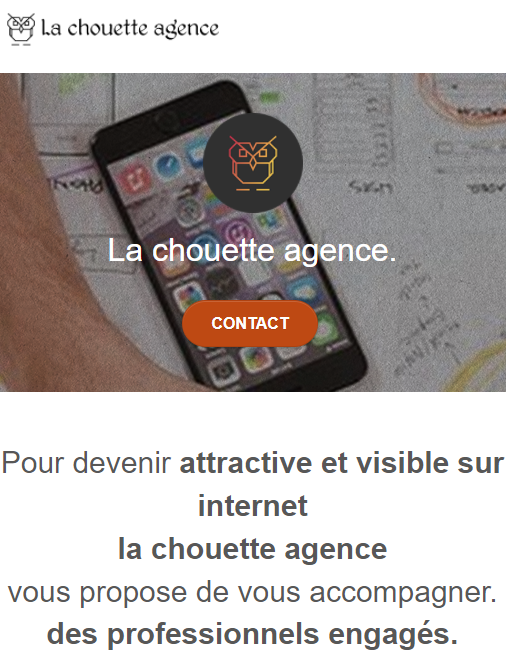 La chouette agence
La chouette agence.
CONTACT
Pour devenir attractive et visible sur
internet
la chouette agence
vous propose de vous accompagner.
des professionnels engagés.